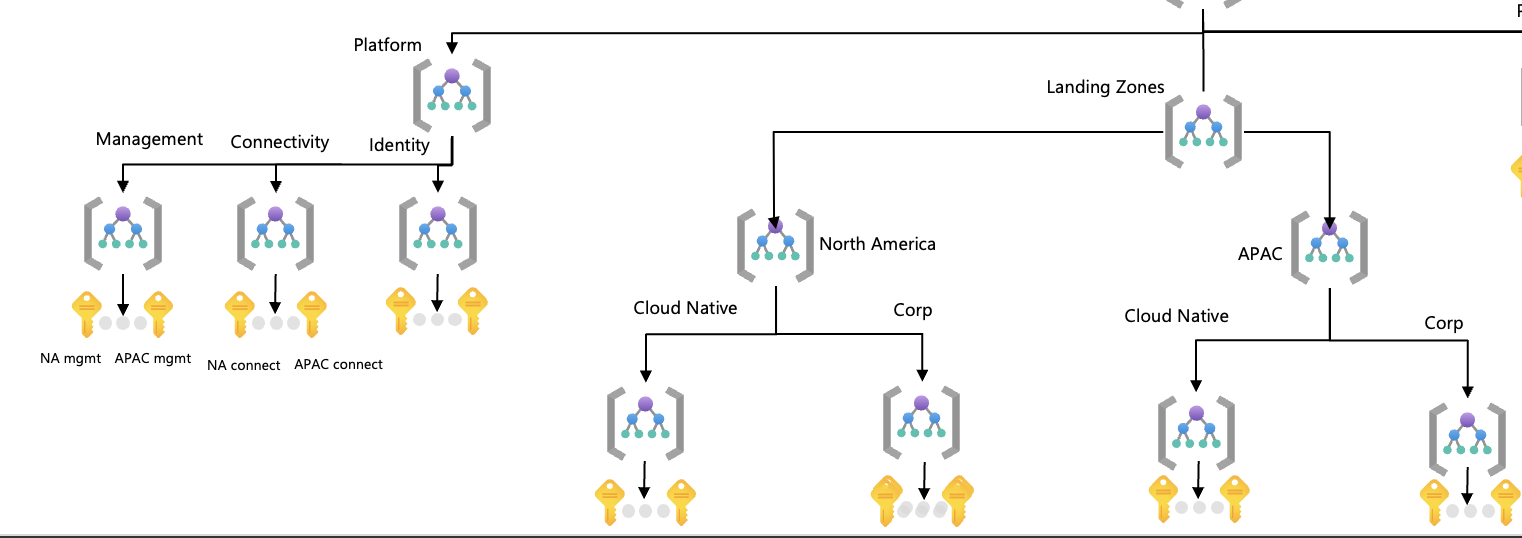 Platform
Landing Zones
Management
Connectivity
Identity
North America
APAC
Cloud Native
Corp
Cloud Native
Corp
NA mgmt
APAC mgmt
NA connect
APAC connect